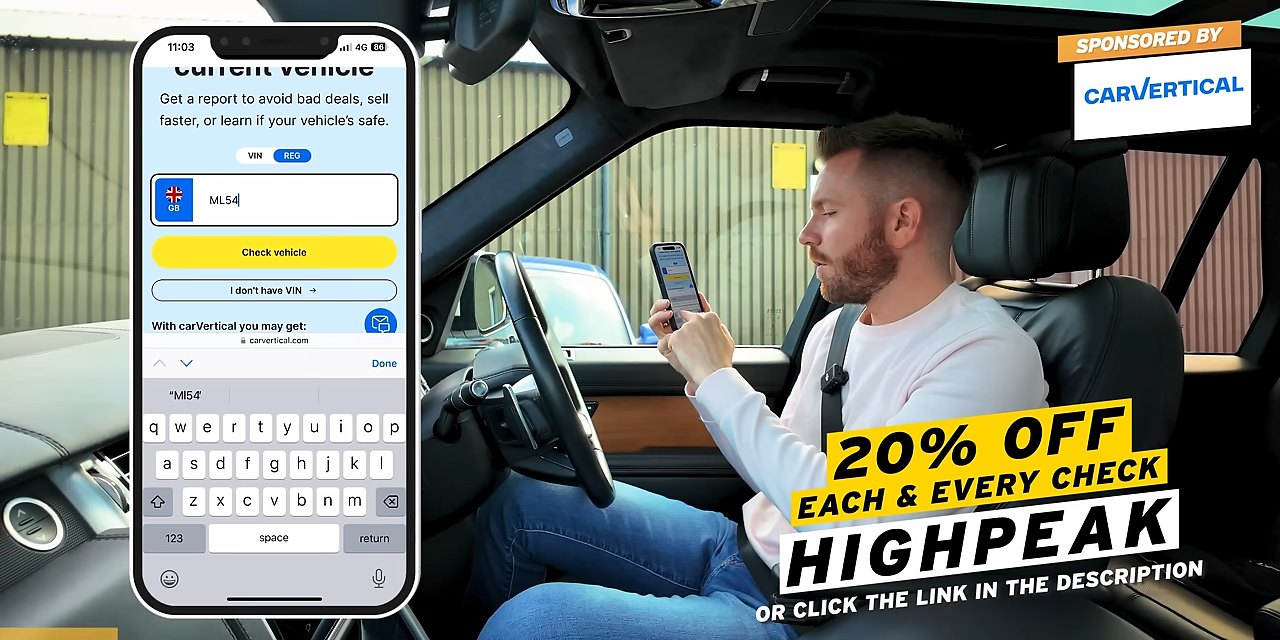 11:03
4G 86
current vehicle
Get a report to avoid bad deals, sell
faster, or learn if your vehicle's safe.
VIN REG
GB
ML54
Check vehicle
I don't have VIN →
With carVertical you may get:
carvertical.com
Done
“Ml54”
q w e r t y u i o p
a s d f g h j k l
z x c v b n m
123 space return
SPONSORED BY
CARVERTICAL
20% OFF
EACH & EVERY CHECK
HIGHPEAK
OR CLICK THE LINK IN THE DESCRIPTION